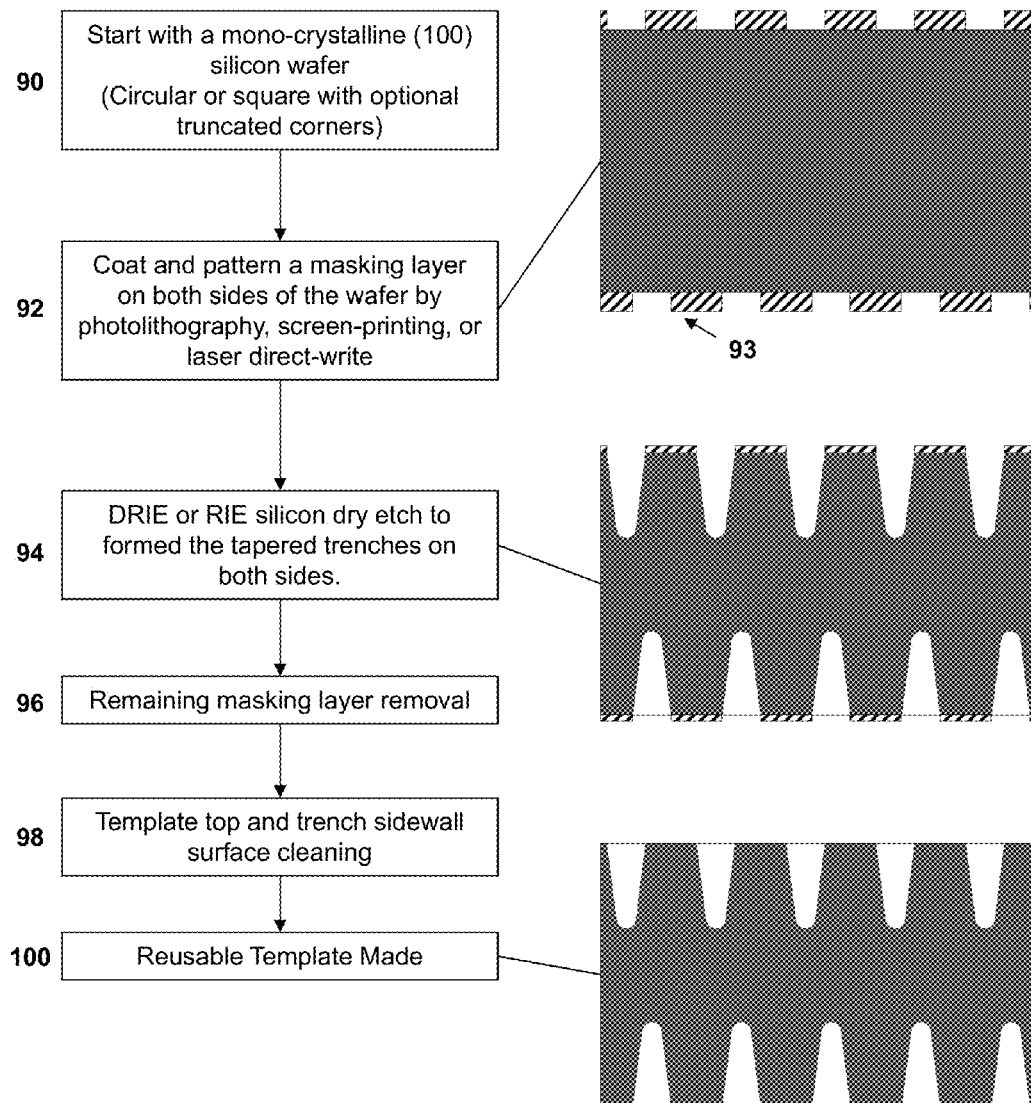 90
Start with a mono-crystalline (100)
silicon wafer
(Circular or square with optional
truncated corners)
92
Coat and pattern a masking layer
on both sides of the wafer by
photolithography, screen-printing, or
laser direct-write
93
94
DRIE or RIE silicon dry etch to
formed the tapered trenches on
both sides.
96
Remaining masking layer removal
98
Template top and trench sidewall
surface cleaning
100
Reusable Template Made